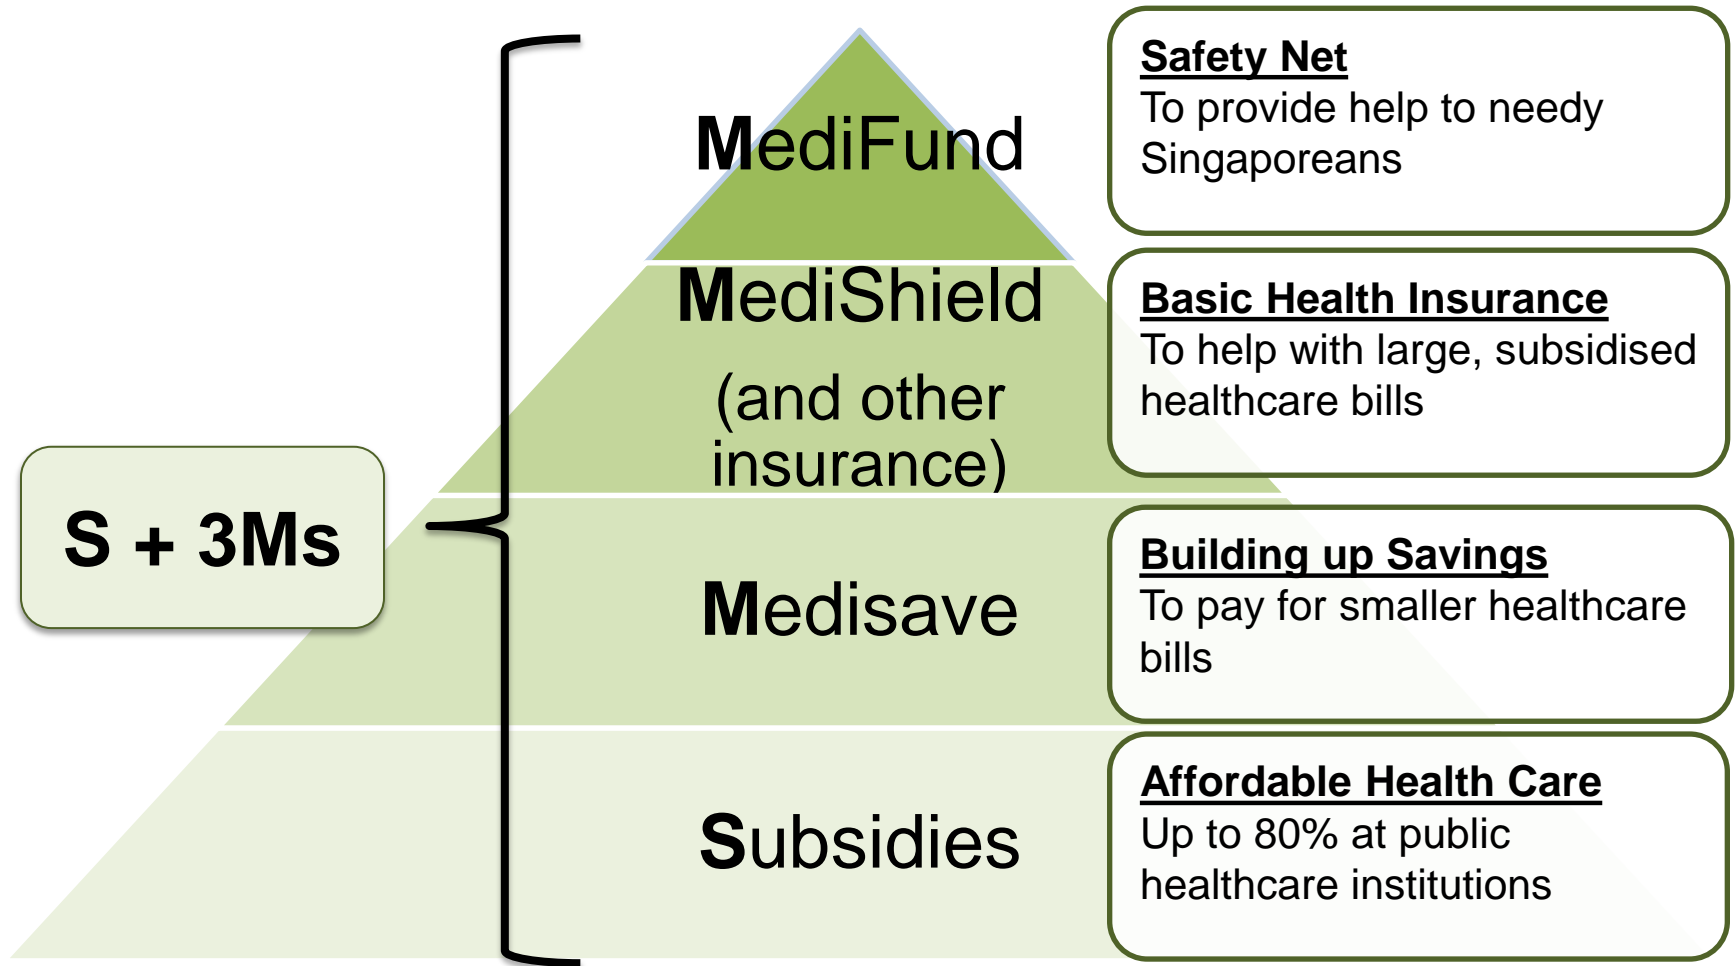 MediFund
Safety Net
To provide help to needy
Singaporeans
MediShield
(and other
insurance)
Basic Health Insurance
To help with large, subsidised
healthcare bills
S + 3Ms
Medisave
Building up Savings
To pay for smaller healthcare
bills
Subsidies
Affordable Health Care
Up to 80% at public
healthcare institutions